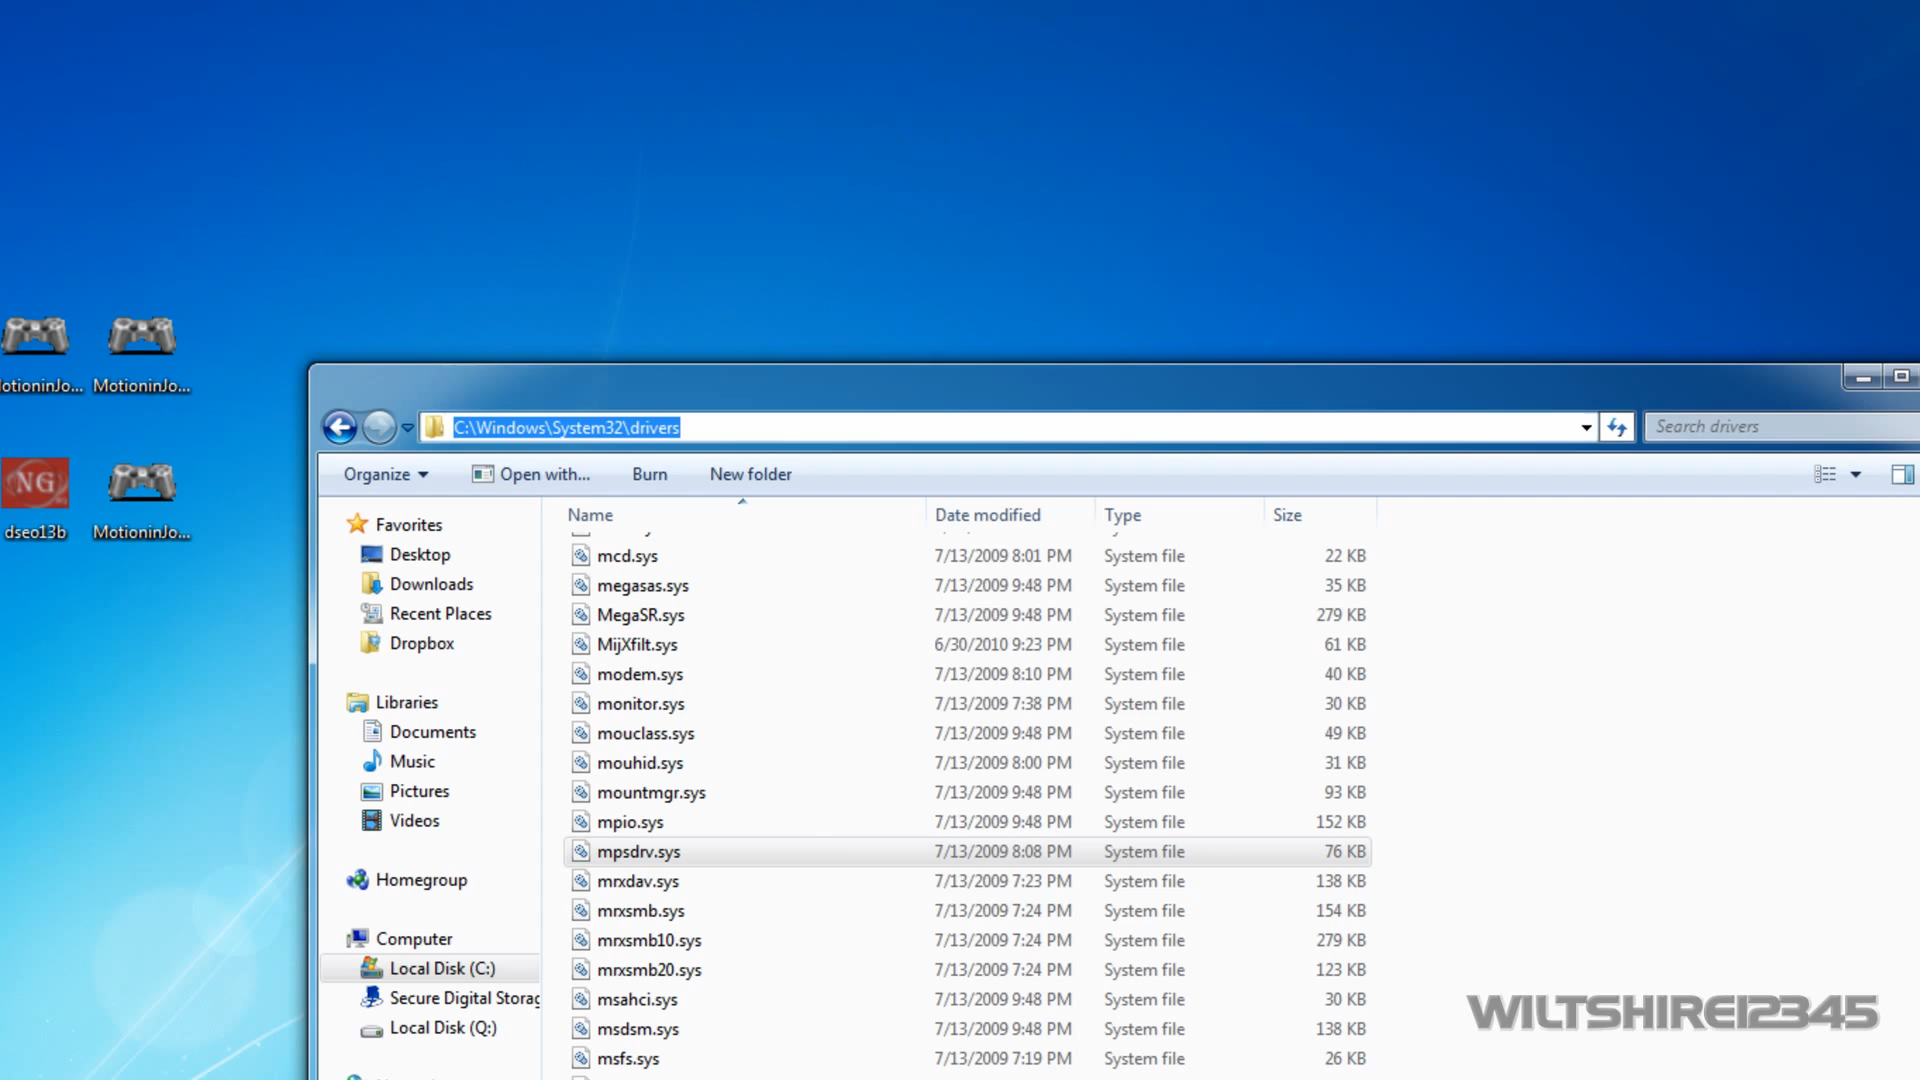 otioninJo...
MotioninJo...
NG
dseo13b
MotioninJo...
C:\Windows\System32\drivers
Search drivers
Organize
Open with...
Burn
New folder
Favorites
Desktop
Downloads
Recent Places
Dropbox
Libraries
Documents
Music
Pictures
Videos
Homegroup
Computer
Local Disk (C:)
Secure Digital Storag
Local Disk (Q:)
Name Date modified Type Size
mcd.sys 7/13/2009 8:01 PM System file 22 KB
megasas.sys 7/13/2009 9:48 PM System file 35 KB
MegaSR.sys 7/13/2009 9:48 PM System file 279 KB
MijXfilt.sys 6/30/2010 9:23 PM System file 61 KB
modem.sys 7/13/2009 8:10 PM System file 40 KB
monitor.sys 7/13/2009 7:38 PM System file 30 KB
mouclass.sys 7/13/2009 9:48 PM System file 49 KB
mouhid.sys 7/13/2009 8:00 PM System file 31 KB
mountmgr.sys 7/13/2009 9:48 PM System file 93 KB
mpio.sys 7/13/2009 9:48 PM System file 152 KB
mpsdrv.sys 7/13/2009 8:08 PM System file 76 KB
mrxdav.sys 7/13/2009 7:23 PM System file 138 KB
mrxsmb.sys 7/13/2009 7:24 PM System file 154 KB
mrxsmb10.sys 7/13/2009 7:24 PM System file 279 KB
mrxsmb20.sys 7/13/2009 7:24 PM System file 123 KB
msahci.sys 7/13/2009 9:48 PM System file 30 KB
msdsm.sys 7/13/2009 9:48 PM System file 138 KB
msfs.sys 7/13/2009 7:19 PM System file 26 KB
WILTSHIRE12345